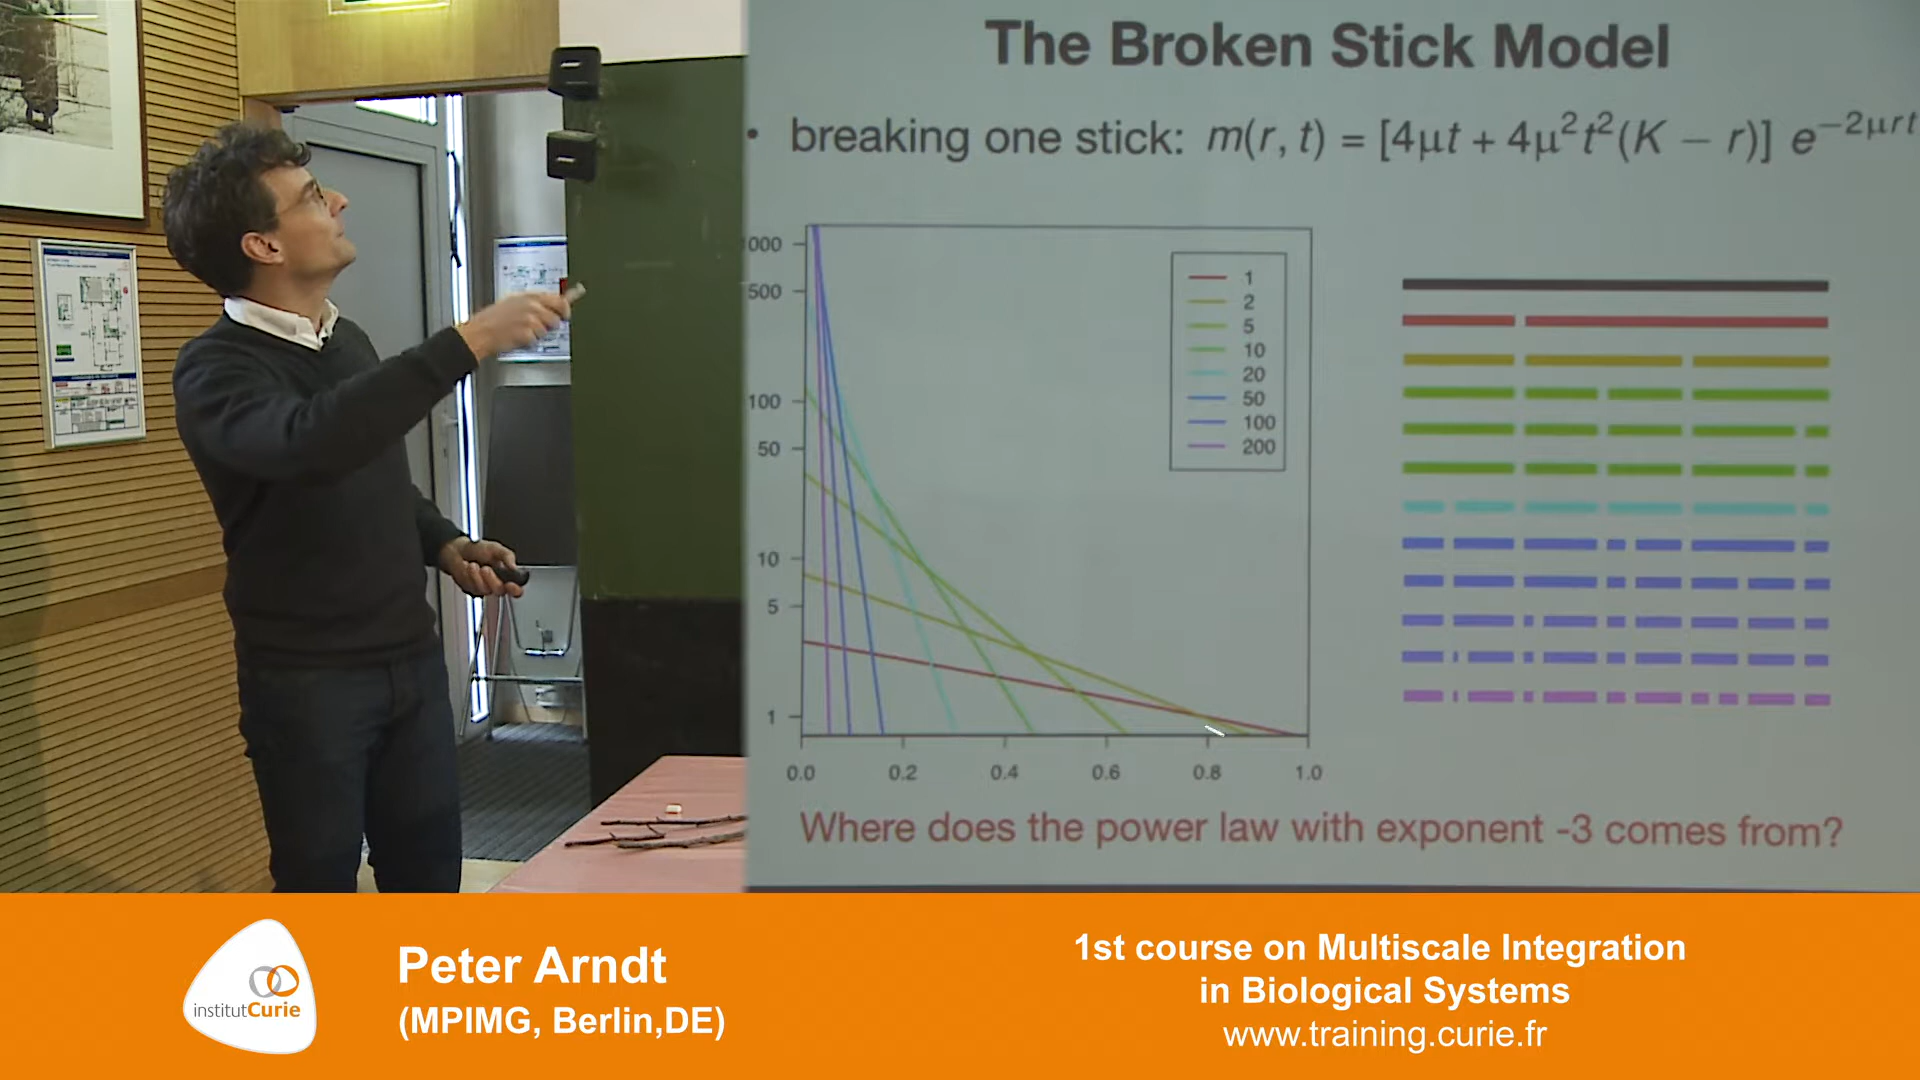 The Broken Stick Model
• breaking one stick: m(r, t) = [4μt + 4μ²t²(K − r)] e^−2μrt
1000
500
100
50
10
5
1
0.0 0.2 0.4 0.6 0.8 1.0
1
2
5
10
20
50
100
200
Where does the power law with exponent -3 comes from?
institutCurie
Peter Arndt
(MPIMG, Berlin,DE)
1st course on Multiscale Integration
in Biological Systems
www.training.curie.fr